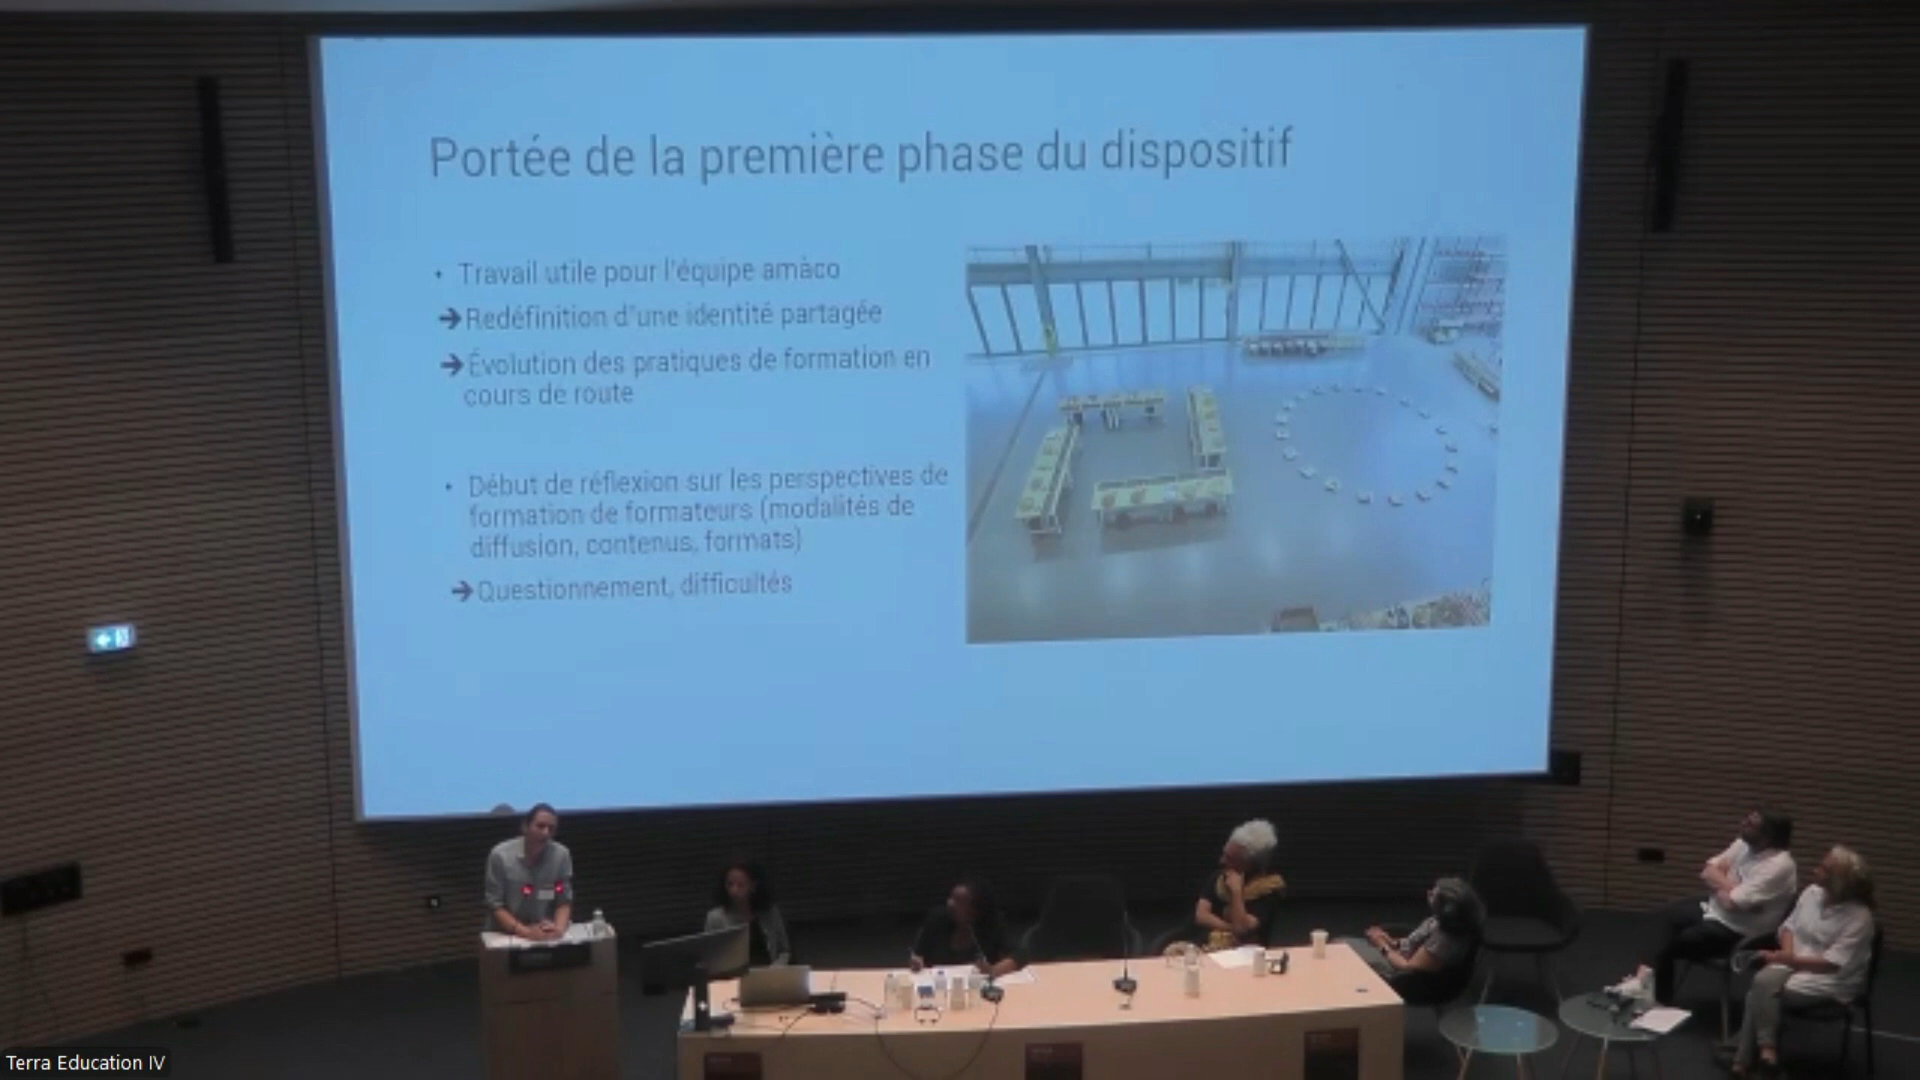 Portée de la première phase du dispositif
• Travail utile pour l'équipe amàco
→ Redéfinition d'une identité partagée
→ Évolution des pratiques de formation en
cours de route
• Début de réflexion sur les perspectives de
formation de formateurs (modalités de
diffusion, contenus, formats)
→ Questionnement, difficultés
Terra Education IV